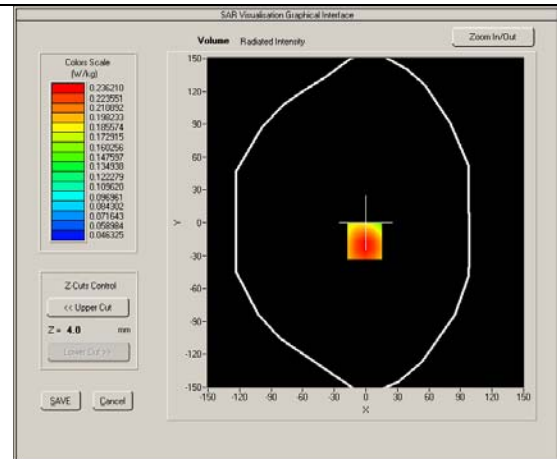 SAR Visualisation Graphical Interface
Volume Radiated Intensity
Zoom In/Out
Colors Scale
(W/kg)
0.236210
0.223551
0.210892
0.198233
0.185574
0.172915
0.160256
0.147597
0.134938
0.122279
0.109620
0.096961
0.084302
0.071643
0.058984
0.046325
Z-Cuts Control
<< Upper Cut
Z = 4.0 mm
Lower Cut >>
SAVE Cancel
150
120
90
60
30
0
-30
-60
-90
-120
-150
Y
-150 -120 -90 -60 -30 0 30 60 90 120 150
X